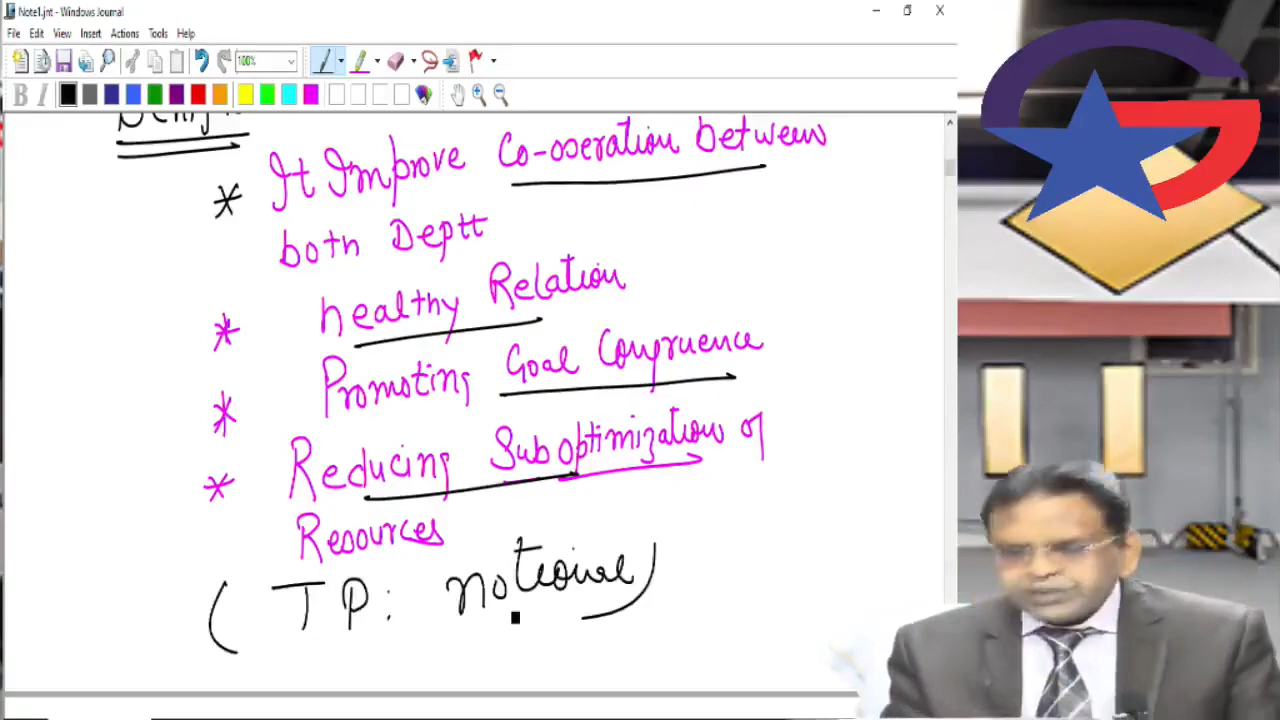 Note1.jnt - Windows Journal
File Edit View Insert Actions Tools Help
100%
B I
* It Improve Co-operation between
both Deptt
* healthy Relation
* Promoting Goal Congruence
* Reducing Suboptimization of
Resources
( TP: notional )